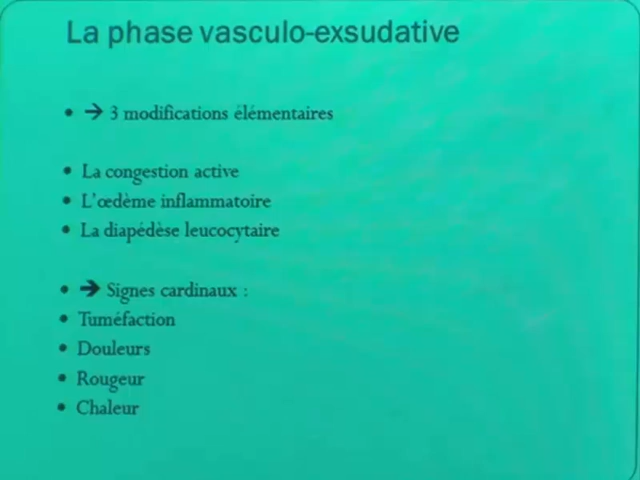 La phase vasculo-exsudative
• → 3 modifications élémentaires
• La congestion active
• L'œdème inflammatoire
• La diapédèse leucocytaire
• → Signes cardinaux :
• Tuméfaction
• Douleurs
• Rougeur
• Chaleur